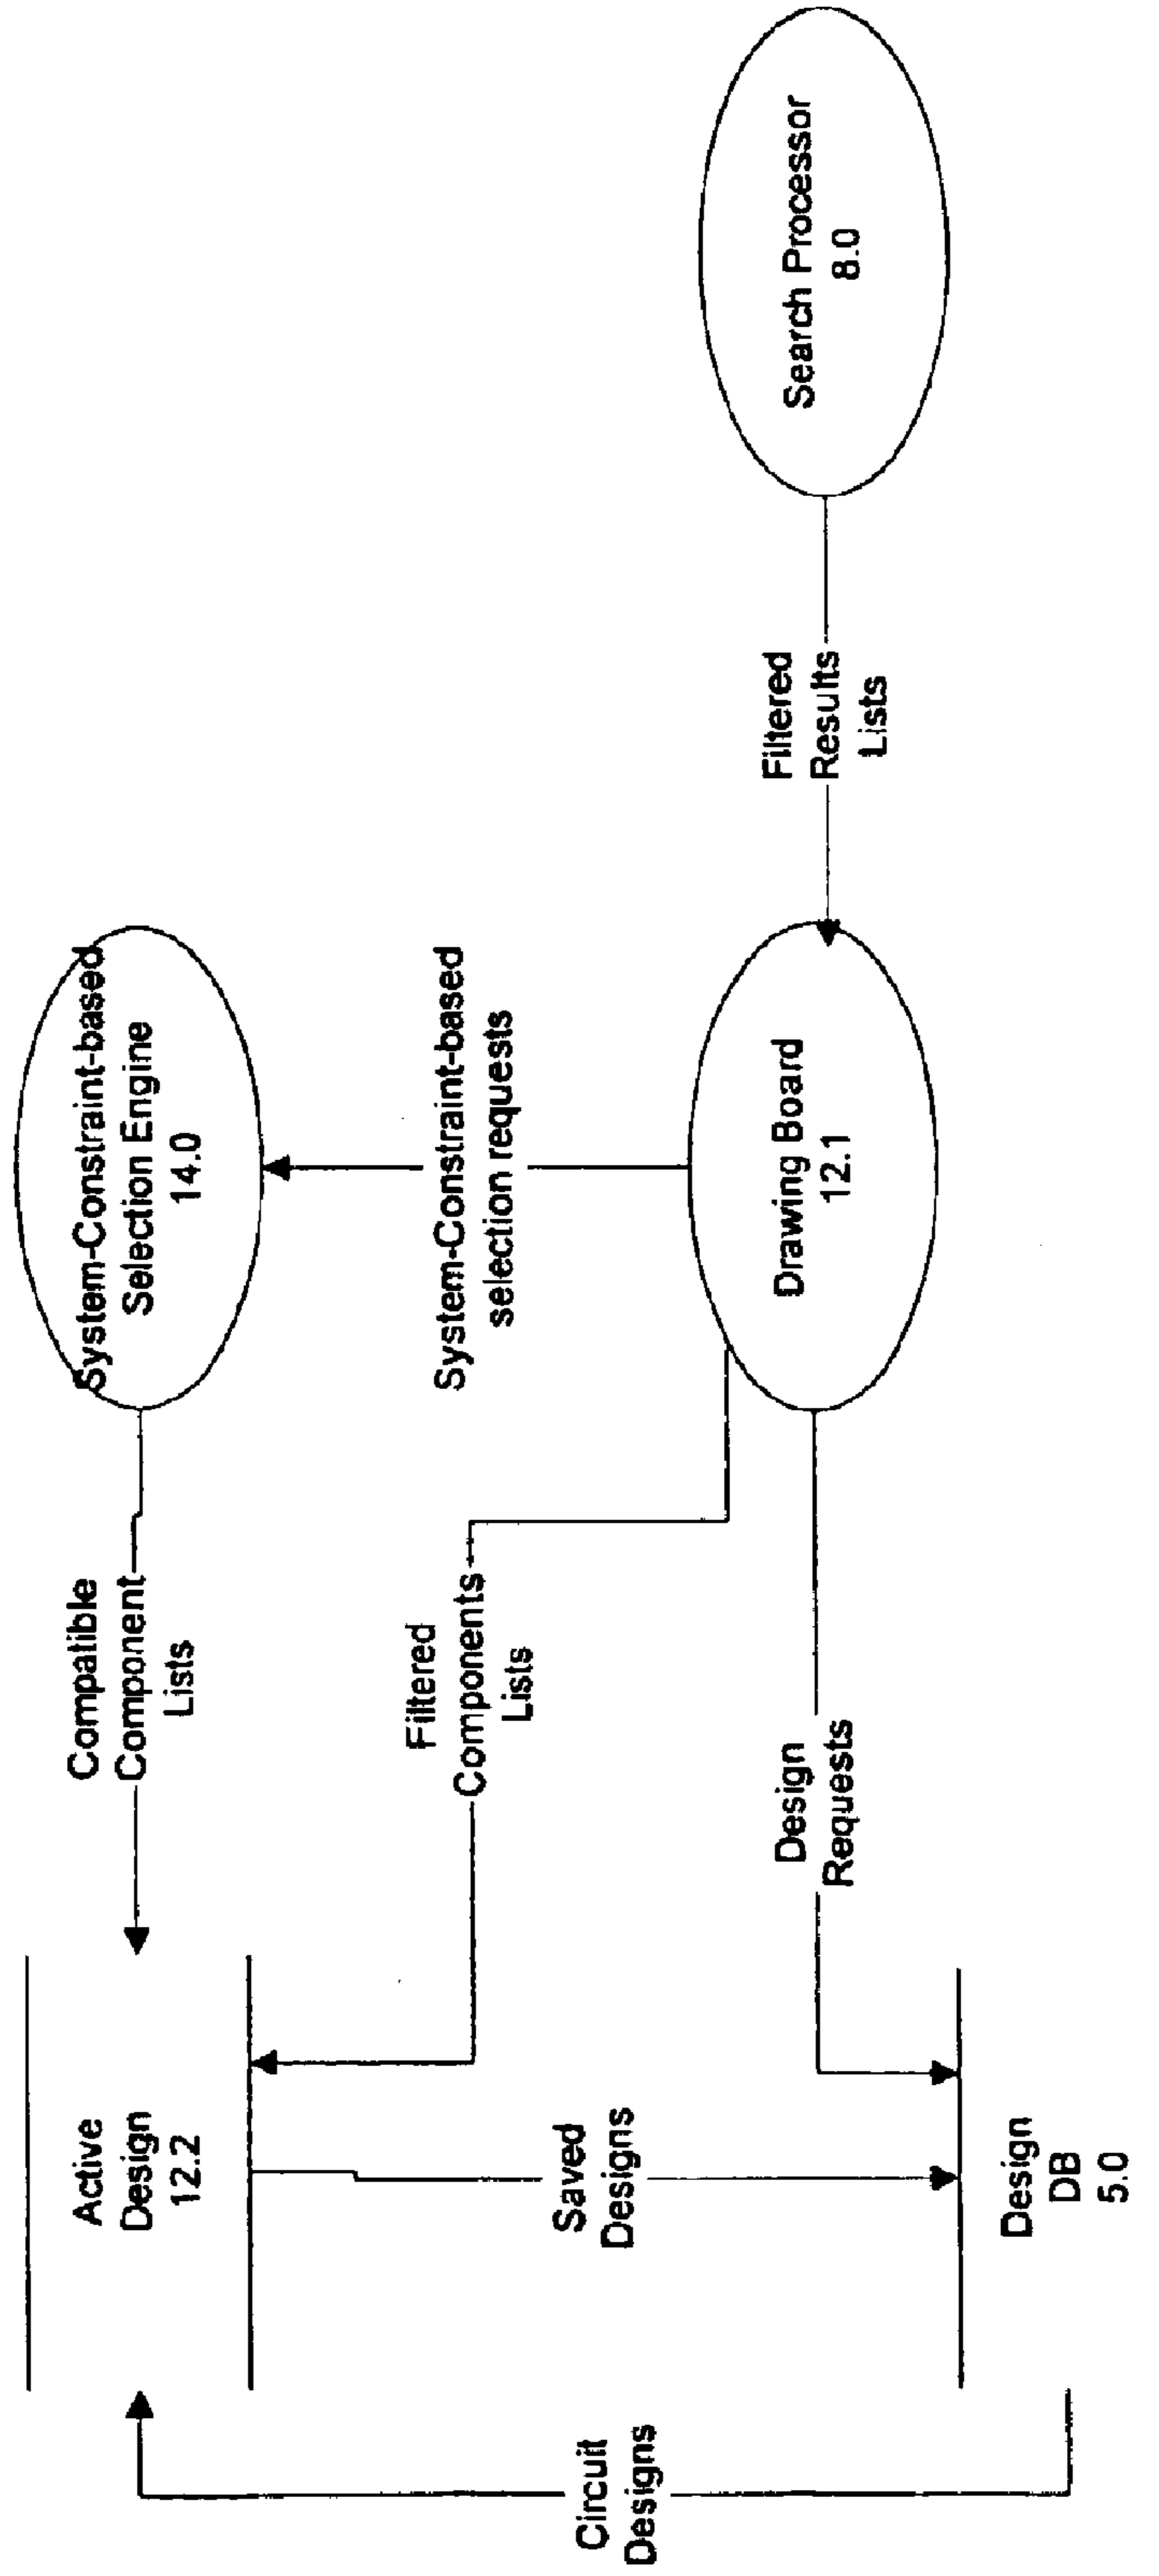 Active
Design
12.2
Compatible
Component
Lists
System-Constraint-based
Selection Engine
14.0
Filtered
Components
Lists
System-Constraint-based
selection requests
Circuit
Designs
Saved
Designs
Design
Requests
Drawing Board
12.1
Filtered
Results
Lists
Search Processor
8.0
Design
DB
5.0